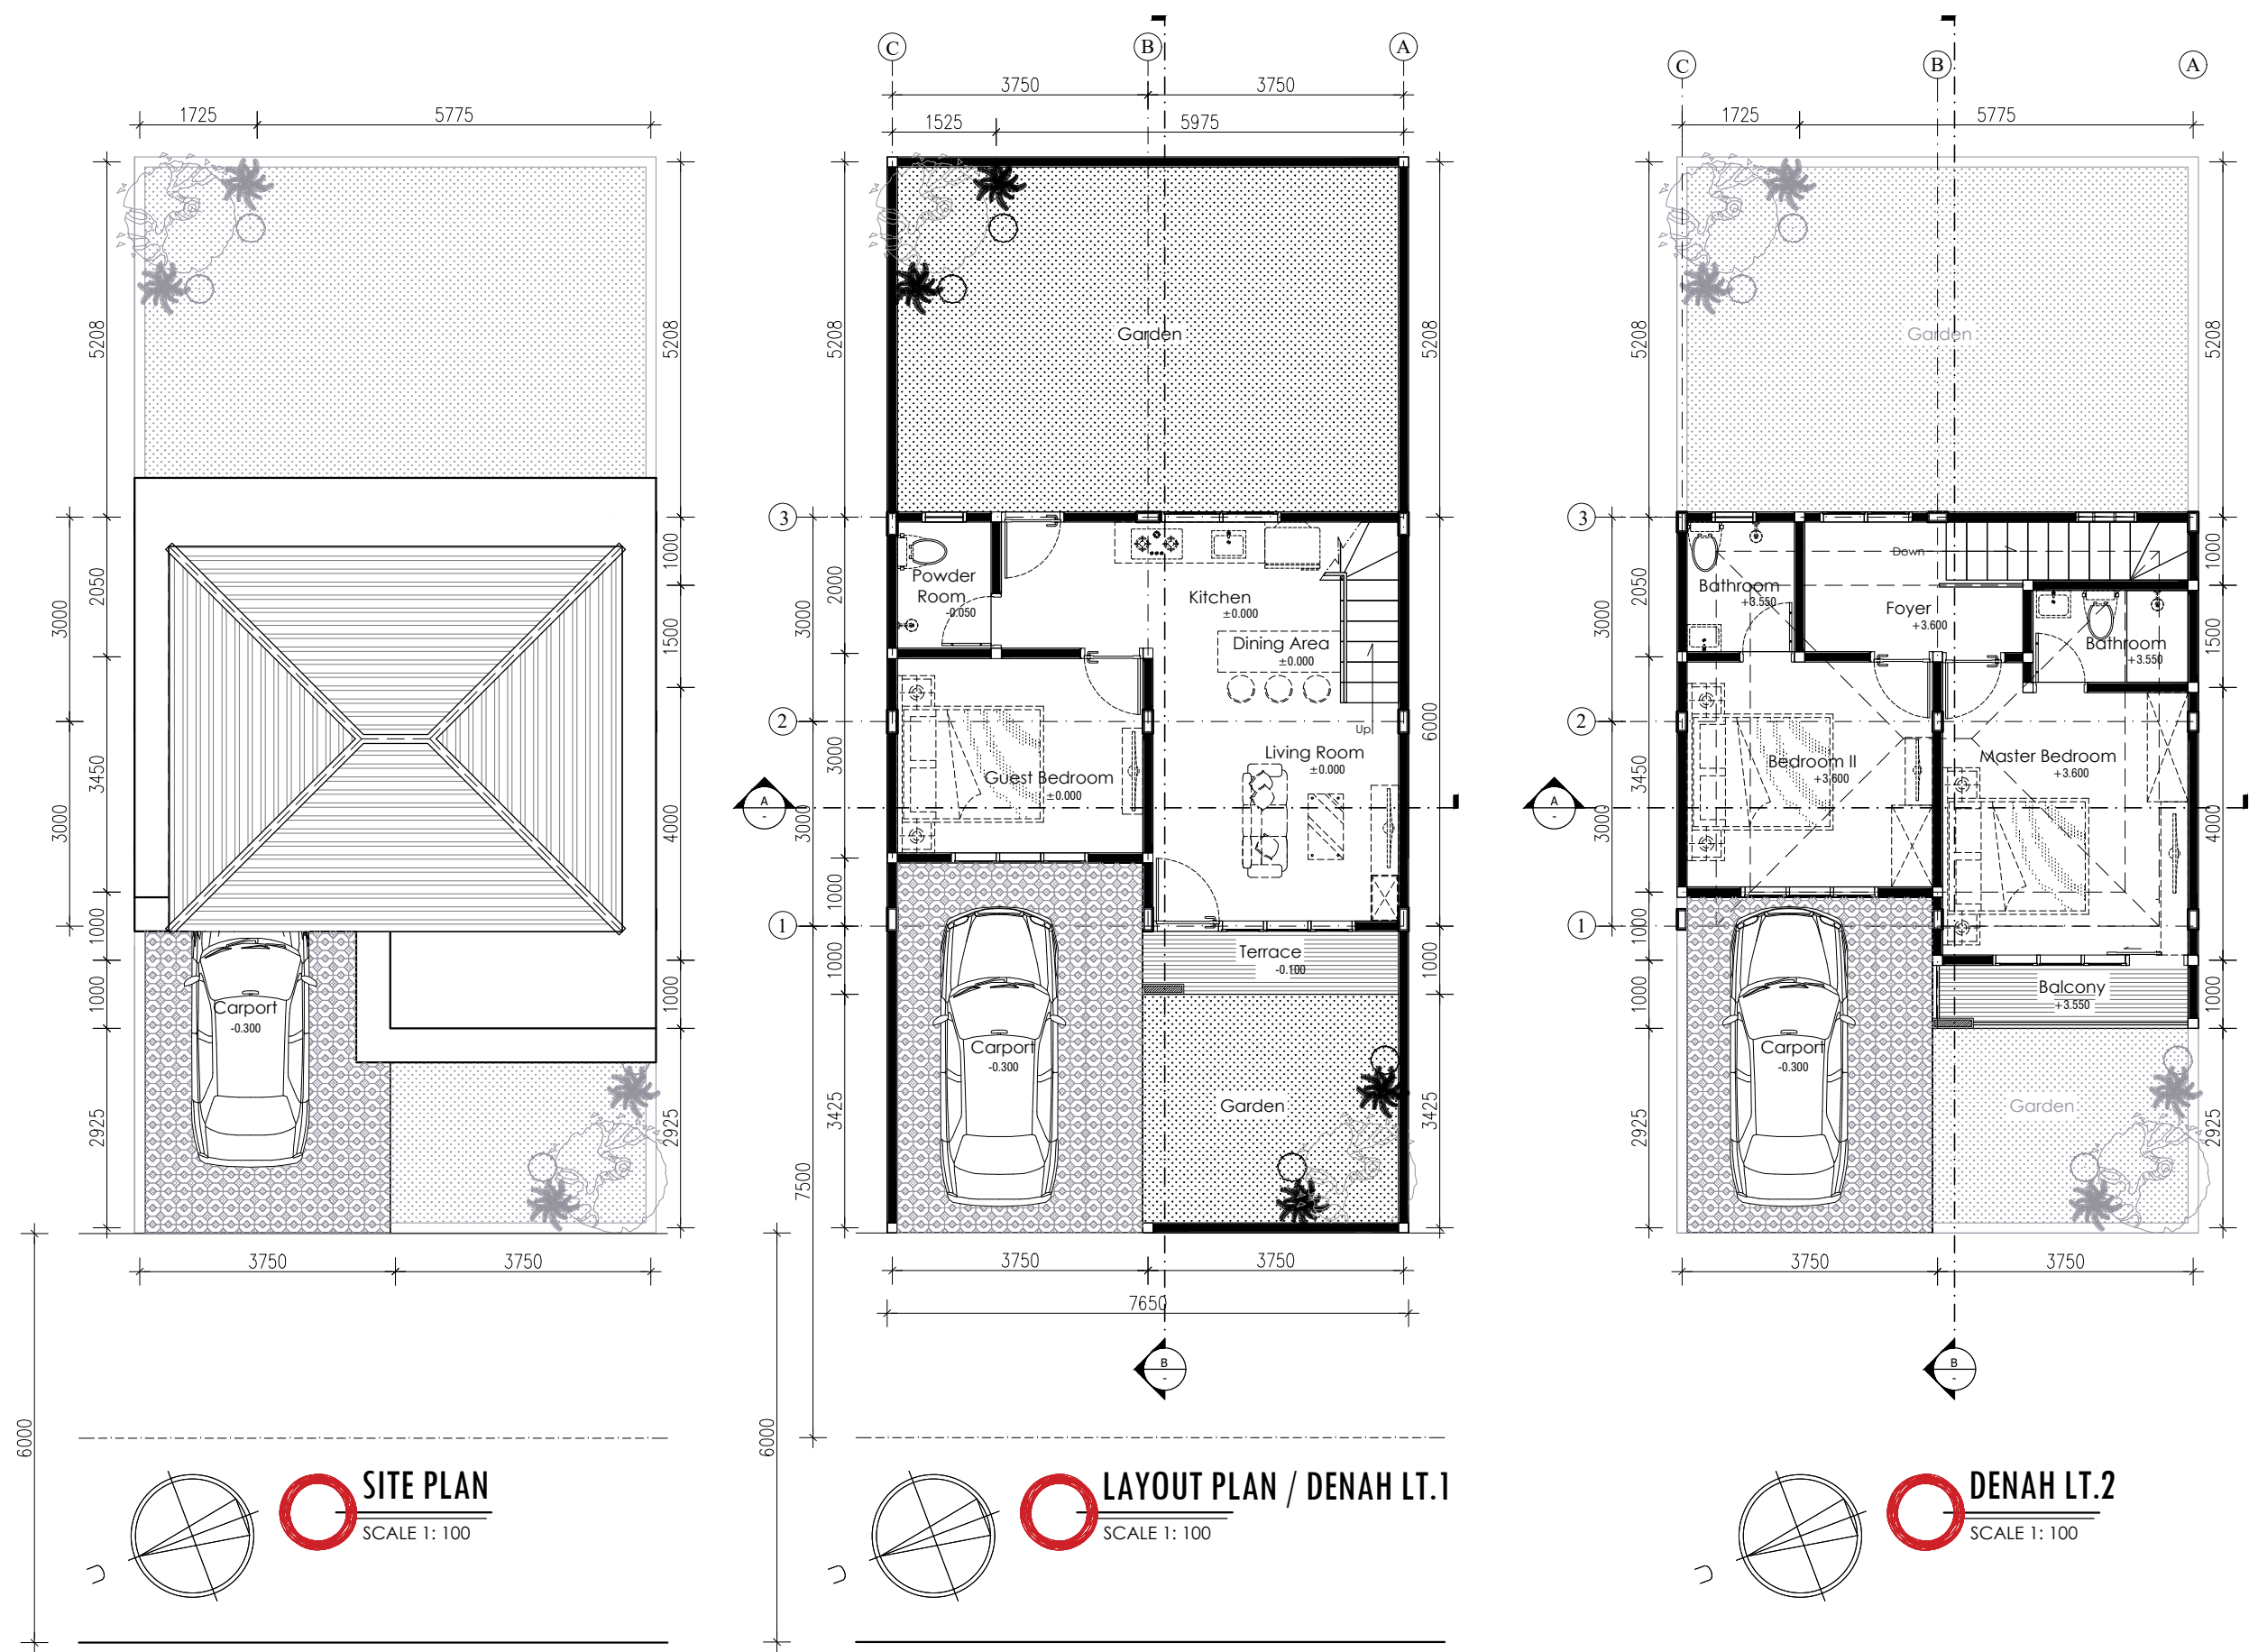 1725
5775
5208
5208
3000
2050
1000
1500
3450
3000
4000
1000
1000
1000
2925
2925
Carport
-0.300
3750
3750
6000
U
SITE PLAN
SCALE 1: 100
C
B
A
3750
3750
1525
5975
5208
5208
Garden
3
2
1
3000
2000
3000
3000
1000
1000
3425
7500
6000
6000
1000
3425
Powder
Room
-0.050
Kitchen
±0.000
Dining Area
±0.000
Up
Living Room
±0.000
Guest Bedroom
±0.000
A
-
Terrace
-0.100
Carport
-0.300
Garden
3750
3750
7650
B
-
U
LAYOUT PLAN / DENAH LT.1
SCALE 1: 100
C
B
A
1725
5775
5208
5208
Garden
3
2
1
3000
2050
3450
3000
1000
1000
2925
1000
1500
4000
1000
2925
Down
Bathroom
+3.550
Foyer
+3.600
Bathroom
+3.550
Bedroom II
+3.600
Master Bedroom
+3.600
A
-
Balcony
+3.550
Carport
-0.300
Garden
3750
3750
B
-
U
DENAH LT.2
SCALE 1: 100